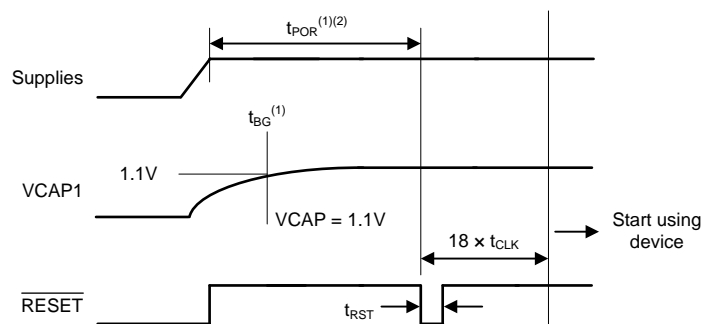 tPOR(1)(2)
Supplies
tBG(1)
1.1V
VCAP1
VCAP = 1.1V
18 × tCLK
Start using
device
RESET
tRST